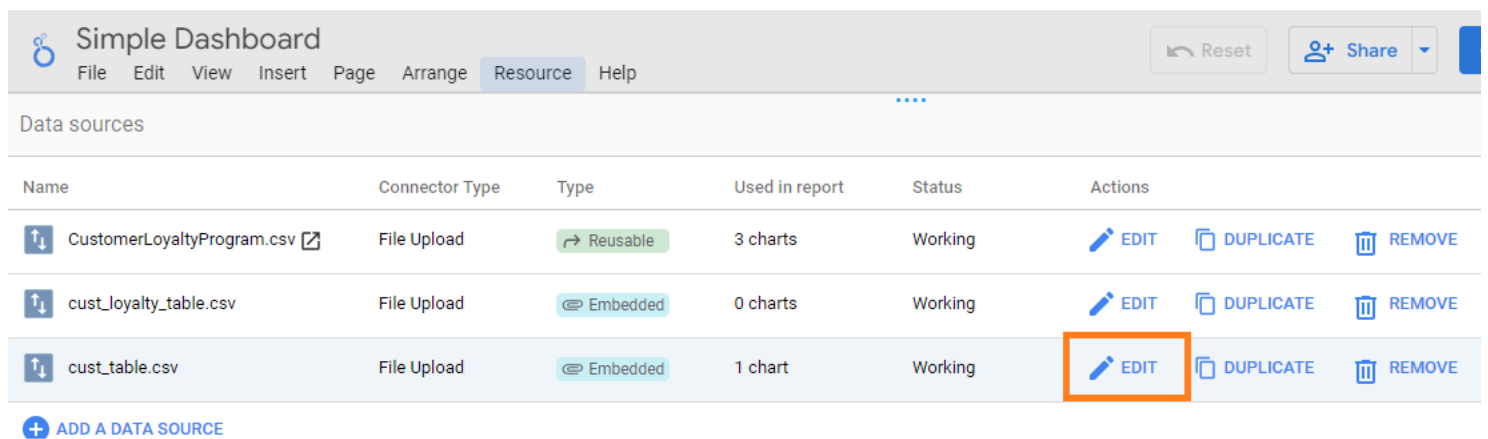 Simple Dashboard
File Edit View Insert Page Arrange Resource Help
Reset
Share
Data sources
Name Connector Type Type Used in report Status Actions
CustomerLoyaltyProgram.csv File Upload Reusable 3 charts Working EDIT DUPLICATE REMOVE
cust_loyalty_table.csv File Upload Embedded 0 charts Working EDIT DUPLICATE REMOVE
cust_table.csv File Upload Embedded 1 chart Working EDIT DUPLICATE REMOVE
ADD A DATA SOURCE